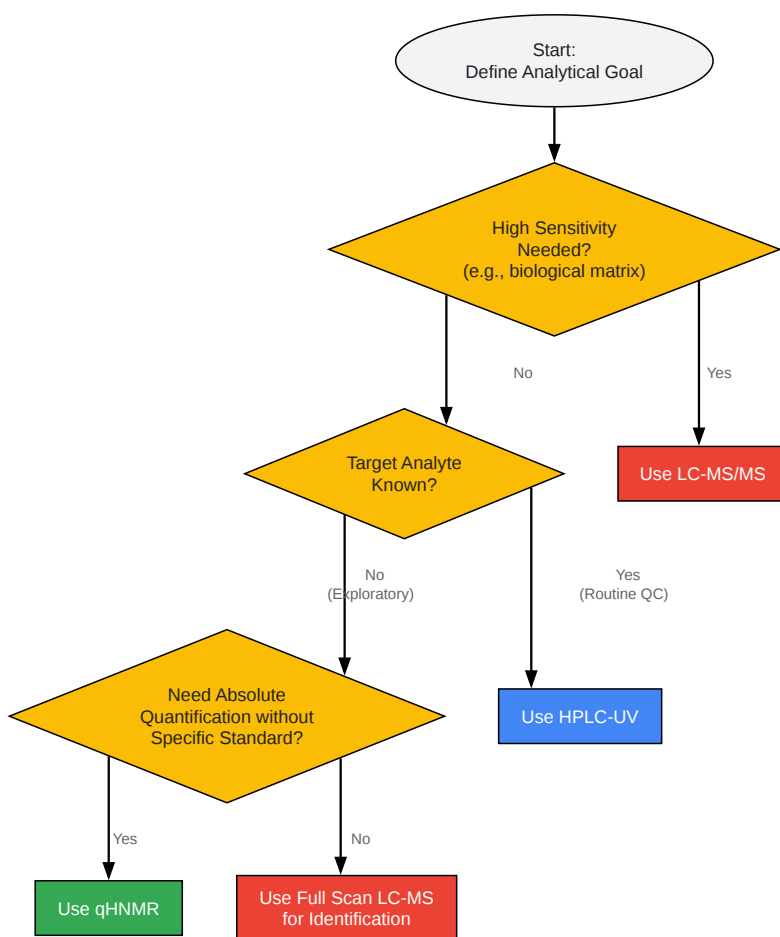 Start:
Define Analytical Goal
High Sensitivity
Needed?
(e.g., biological matrix)
No
Yes
Target Analyte
Known?
Use LC-MS/MS
No
(Exploratory)
Yes
(Routine QC)
Need Absolute
Quantification without
Specific Standard?
Use HPLC-UV
Yes
No
Use qHNMR
Use Full Scan LC-MS
for Identification